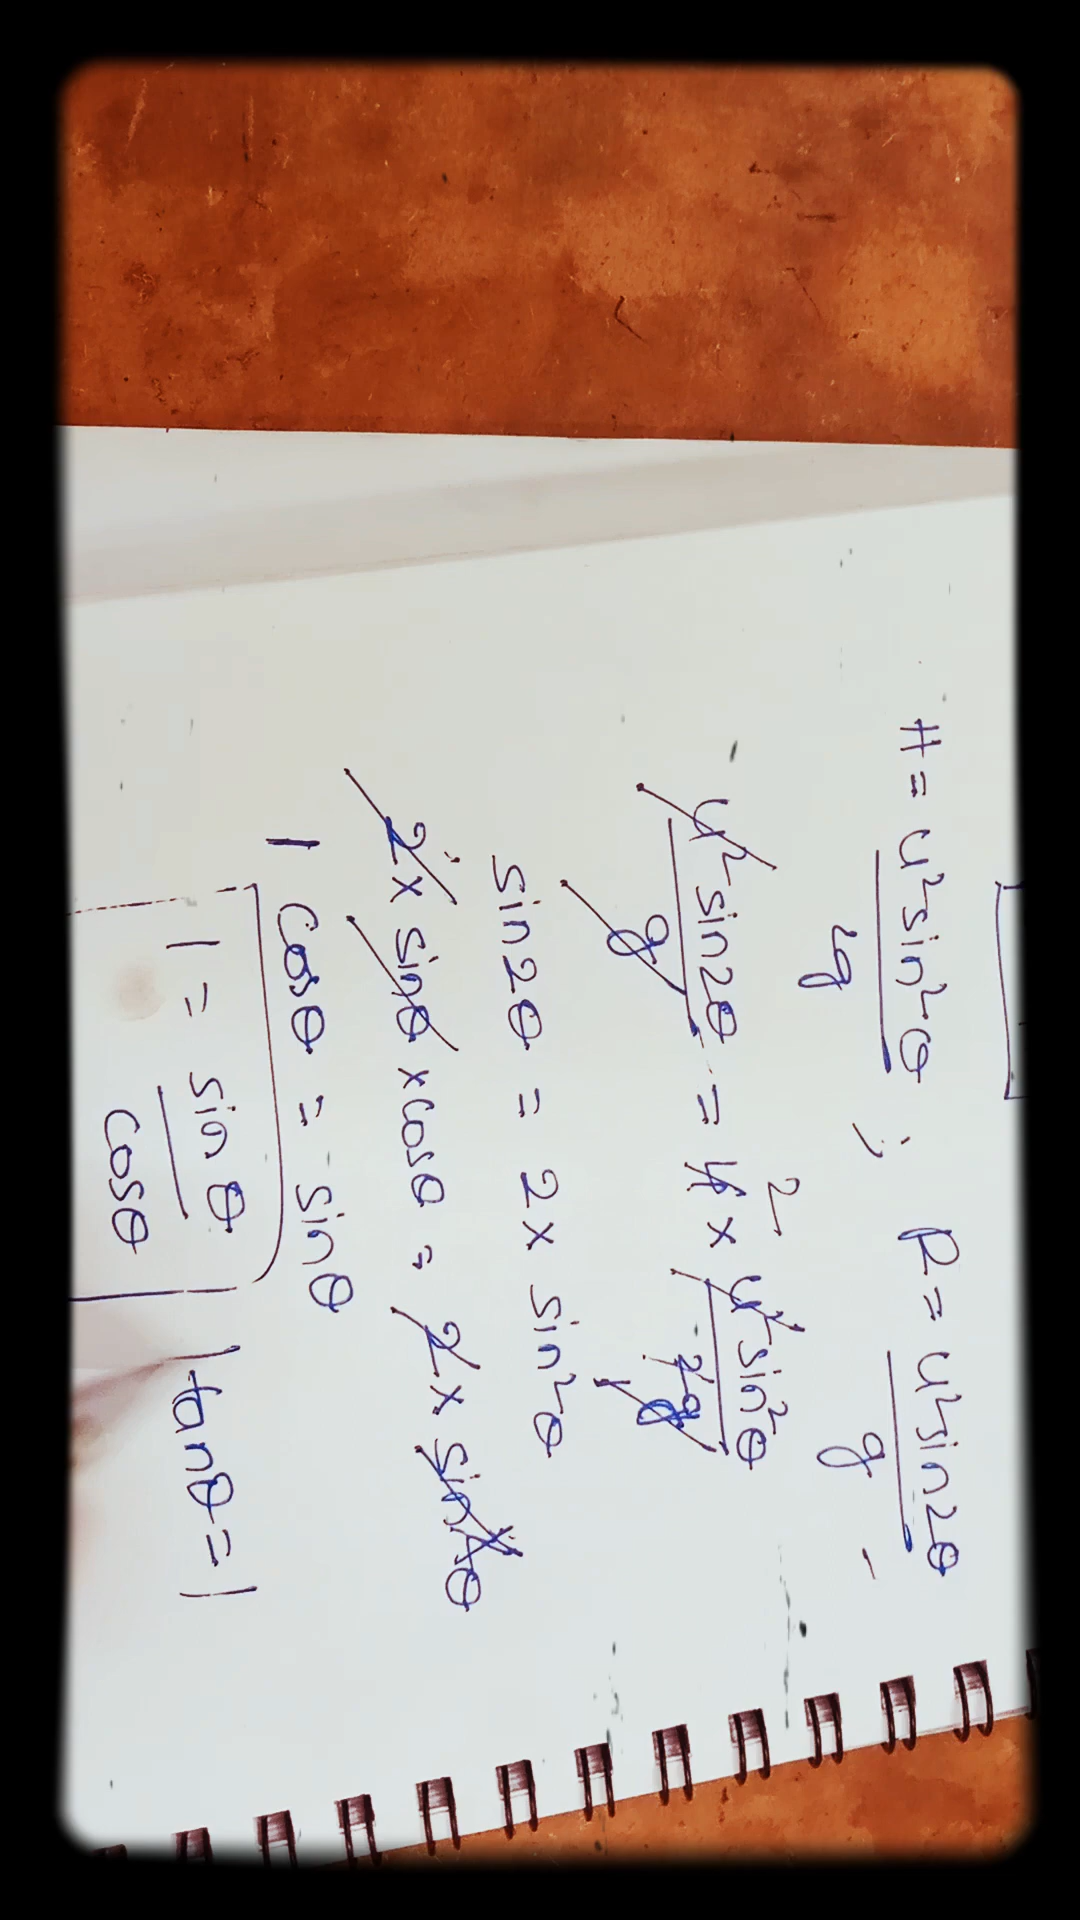 H = u²sin²θ / 4g ; R = u²sin2θ / g
u²sin2θ / g = 4 2 × u²sin²θ / 2g
sin2θ = 2 × sin²θ
2 × sinθ × cosθ = 2 × sin²θ
cosθ = sinθ
1 = sinθ / cosθ | tanθ = 1